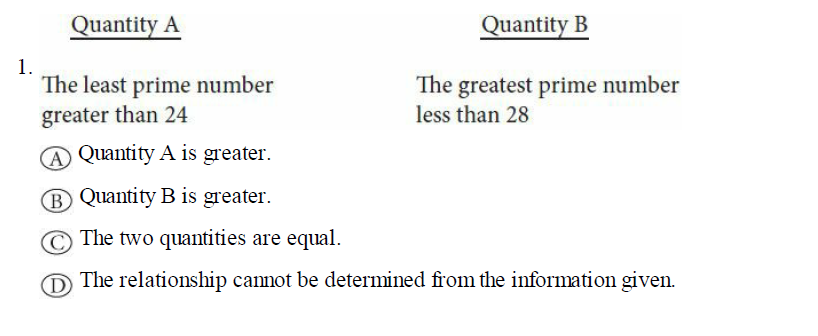 Quantity A Quantity B
1.
The least prime number The greatest prime number
greater than 24 less than 28
A Quantity A is greater.
B Quantity B is greater.
C The two quantities are equal.
D The relationship cannot be determined from the information given.